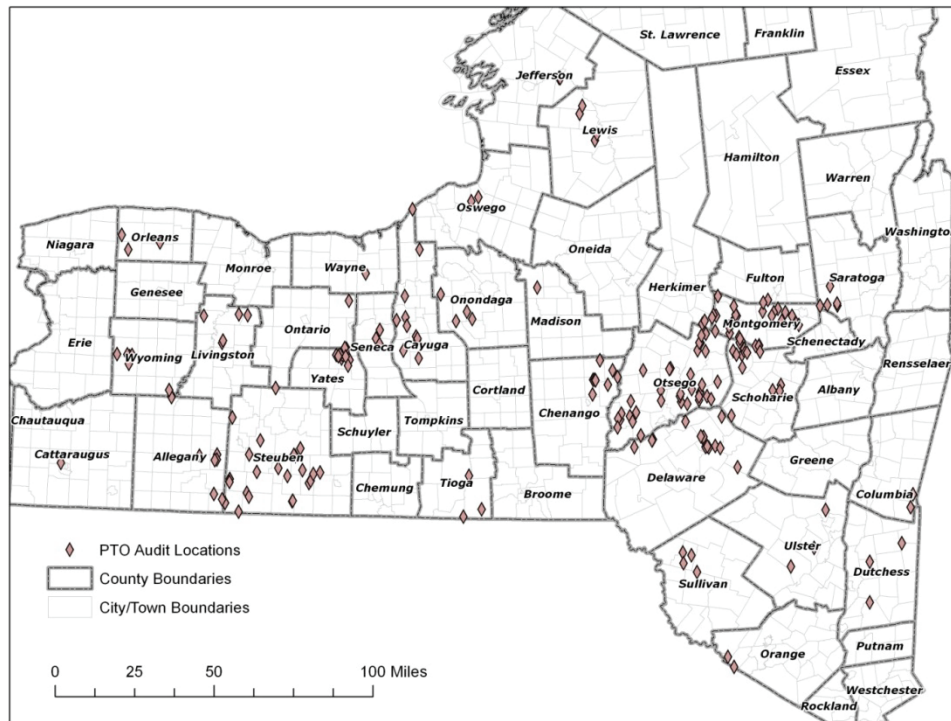 St. Lawrence
Franklin
Essex
Jefferson
Lewis
Hamilton
Warren
Oswego
Washington
Orleans
Niagara
Oneida
Monroe
Wayne
Fulton
Saratoga
Genesee
Onondaga
Herkimer
Madison
Montgomery
Ontario
Seneca
Cayuga
Schenectady
Erie
Wyoming
Livingston
Rensselaer
Yates
Otsego
Cortland
Albany
Schoharie
Chenango
Chautauqua
Tompkins
Schuyler
Cattaraugus
Allegany
Steuben
Greene
Delaware
Chemung
Tioga
Broome
Columbia
Ulster
Dutchess
Sullivan
PTO Audit Locations
County Boundaries
City/Town Boundaries
Orange
Putnam
Westchester
Rockland
0 25 50 100 Miles